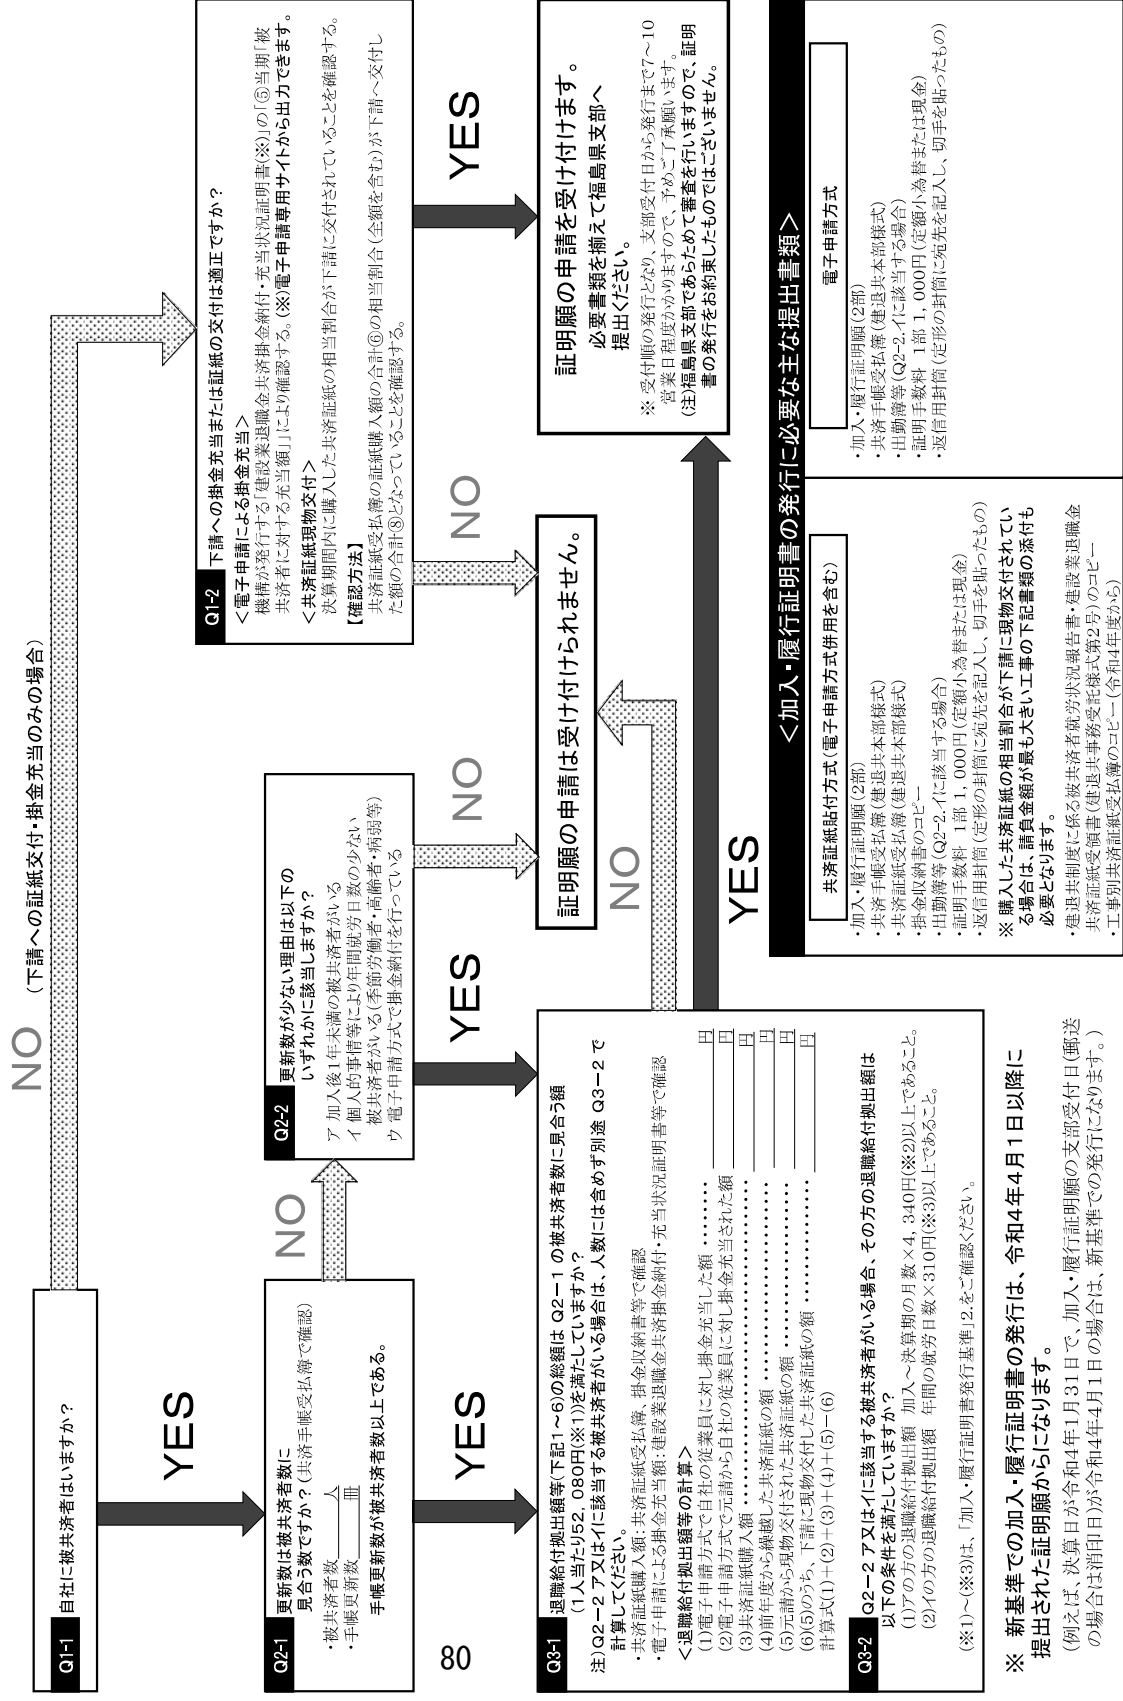 Q1-1 自社に被共済者はいますか？
NO
（下請への証紙交付・掛金充当のみの場合）
YES
Q1-2 下請への掛金充当または証紙の交付は適正ですか？
＜電子申請による掛金充当＞
機構が発行する「建設業退職金共済掛金納付・充当状況証明書(※)」の「⑤当期「被
共済者に対する充当額」」により確認する。(※)電子申請専用サイトから出力できます。
＜共済証紙現物交付＞
決算期間内に購入した共済証紙の相当割合が下請に交付されていることを確認する。
【確認方法】
共済証紙受払簿の証紙購入額の合計⑥の相当割合（全額を含む）が下請へ交付し
た額の合計⑧となっていることを確認する。
YES
NO
Q2-1 更新数は被共済者数に
見合う数ですか？（共済手帳受払簿で確認）
・被共済者数＿＿＿人
・手帳更新数＿＿＿冊
手帳更新数が被共済者数以上である。
NO
YES
Q2-2 更新数が少ない理由は以下の
いずれかに該当しますか？
ア 加入後1年未満の被共済者がいる
イ 個人的事情等により年間就労日数の少ない
被共済者がいる（季節労働者・高齢者・病弱等）
ウ 電子申請方式で掛金納付を行っている
YES
NO
証明願の申請は受け付けられません。
証明願の申請を受け付けます。
必要書類を揃えて福島県支部へ
提出ください。
※ 受付順の発行となり、支部受付日から発行まで7～10
営業日程度かかりますので、予めご了承願います。
(注)福島県支部であらためて審査を行いますので、証明
書の発行をお約束したものではございません。
Q3-1 退職給付拠出額等(下記1～6)の総額は Q2－1 の被共済者数に見合う額
（1人当たり52，080円(※1)）を満たしていますか？
注）Q2－2 ア又はイに該当する被共済者がいる場合は、人数には含めず別途 Q3－2 で
計算してください。
・共済証紙購入額：共済証紙受払簿、掛金収納書等で確認
・電子申請による掛金充当額：建設業退職金共済掛金納付・充当状況証明書等で確認
＜退職給付拠出額等の計算＞
(1)電子申請方式で自社の従業員に対し掛金充当した額 ‥‥‥ ＿＿＿円
(2)電子申請方式で元請から自社の従業員に対し掛金充当された額 ＿＿＿円
(3)共済証紙購入額 ‥‥‥‥‥‥‥‥‥‥‥ ＿＿＿円
(4)前年度から繰越した共済証紙の額 ‥‥‥‥‥‥‥‥ ＿＿＿円
(5)元請から現物交付された共済証紙の額 ‥‥‥‥‥‥ ＿＿＿円
(6)(5)のうち、下請に現物交付した共済証紙の額 ‥‥‥‥ ＿＿＿円
計算式(1)＋(2)＋(3)＋(4)＋(5)－(6)
Q3-2 Q2－2 ア又はイに該当する被共済者がいる場合、その方の退職給付拠出額は
以下の条件を満たしていますか？
(1)アの方の退職給付拠出額 加入～決算期の月数×4，340円(※2)以上であること。
(2)イの方の退職給付拠出額 年間の就労日数×310円(※3)以上であること。
(※1)～(※3)は、「加入・履行証明書発行基準」2.をご確認ください。
NO
YES
＜加入・履行証明書の発行に必要な主な提出書類＞
共済証紙貼付方式（電子申請方式併用を含む）
・加入・履行証明願（2部）
・共済手帳受払簿（建退共本部様式）
・共済証紙受払簿（建退共本部様式）
・掛金収納書のコピー
・出勤簿等（Q2-2.イに該当する場合）
・証明手数料 1部 1，000円（定額小為替または現金）
・返信用封筒（定形の封筒に宛先を記入し、切手を貼ったもの）
※ 購入した共済証紙の相当割合が下請に現物交付されてい
る場合は、請負金額が最も大きい工事の下記書類の添付も
必要となります。
・建退共制度に係る被共済者就労状況報告書・建設業退職金
共済証紙受領書（建退共事務受託様式第2号）のコピー
・工事別共済証紙受払簿のコピー（令和4年度から）
電子申請方式
・加入・履行証明願（2部）
・共済手帳受払簿（建退共本部様式）
・出勤簿等（Q2-2.イに該当する場合）
・証明手数料 1部 1，000円（定額小為替または現金）
・返信用封筒（定形の封筒に宛先を記入し、切手を貼ったもの）
※ 新基準での加入・履行証明書の発行は、令和4年4月1日以降に
提出された証明願からになります。
（例えば、決算日が令和4年1月31日で、加入・履行証明願の支部受付日（郵送
の場合は消印日）が令和4年4月1日の場合は、新基準での発行になります。）
80